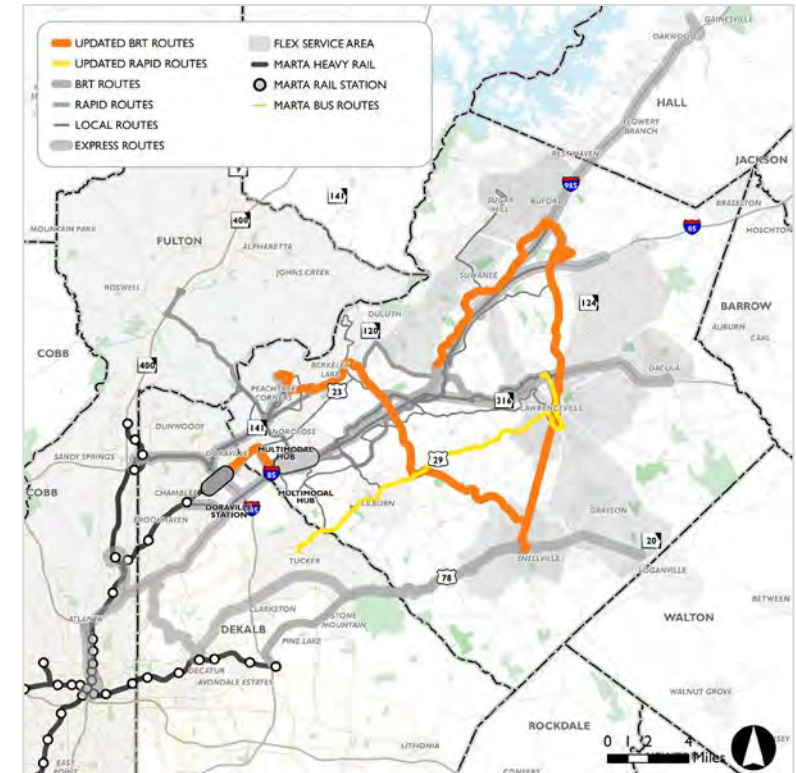 UPDATED BRT ROUTES
UPDATED RAPID ROUTES
BRT ROUTES
RAPID ROUTES
LOCAL ROUTES
EXPRESS ROUTES
FLEX SERVICE AREA
MARTA HEAVY RAIL
MARTA RAIL STATION
MARTA BUS ROUTES
GAINESVILLE
OAKWOOD
HALL
FLOWERY
BRANCH
REST HAVEN
JACKSON
9
141
985
SUGAR
HILL
BUFORD
BRASELTON
85
HOSCHTON
MOUNTAIN PARK
400
FULTON
ALPHARETTA
JOHNS CREEK
SUWANEE
ROSWELL
124
BARROW
DULUTH
120
AUBURN
CARL
COBB
400
BERKELEY
LAKE
PEACHTREE
CORNERS
23
DACULA
316
LAWRENCEVILLE
141
NORCROSS
DUNWOODY
SANDY SPRINGS
DORAVILLE
MULTIMODAL
HUB
29
COBB
CHAMBLEE
85
MULTIMODAL
HUB
DORAVILLE
STATION
285
LILBURN
BROOKHAVEN
GRAYSON
20
TUCKER
SNELLVILLE
LOGANVILLE
78
BETWEEN
CLARKSTON
STONE
MOUNTAIN
ATLANTA
DEKALB
PINE LAKE
WALTON
DECATUR
AVONDALE ESTATES
WALNUT GROVE
ROCKDALE
LITHONIA
EAST
POINT
CONYERS
0 1 2 4
Miles